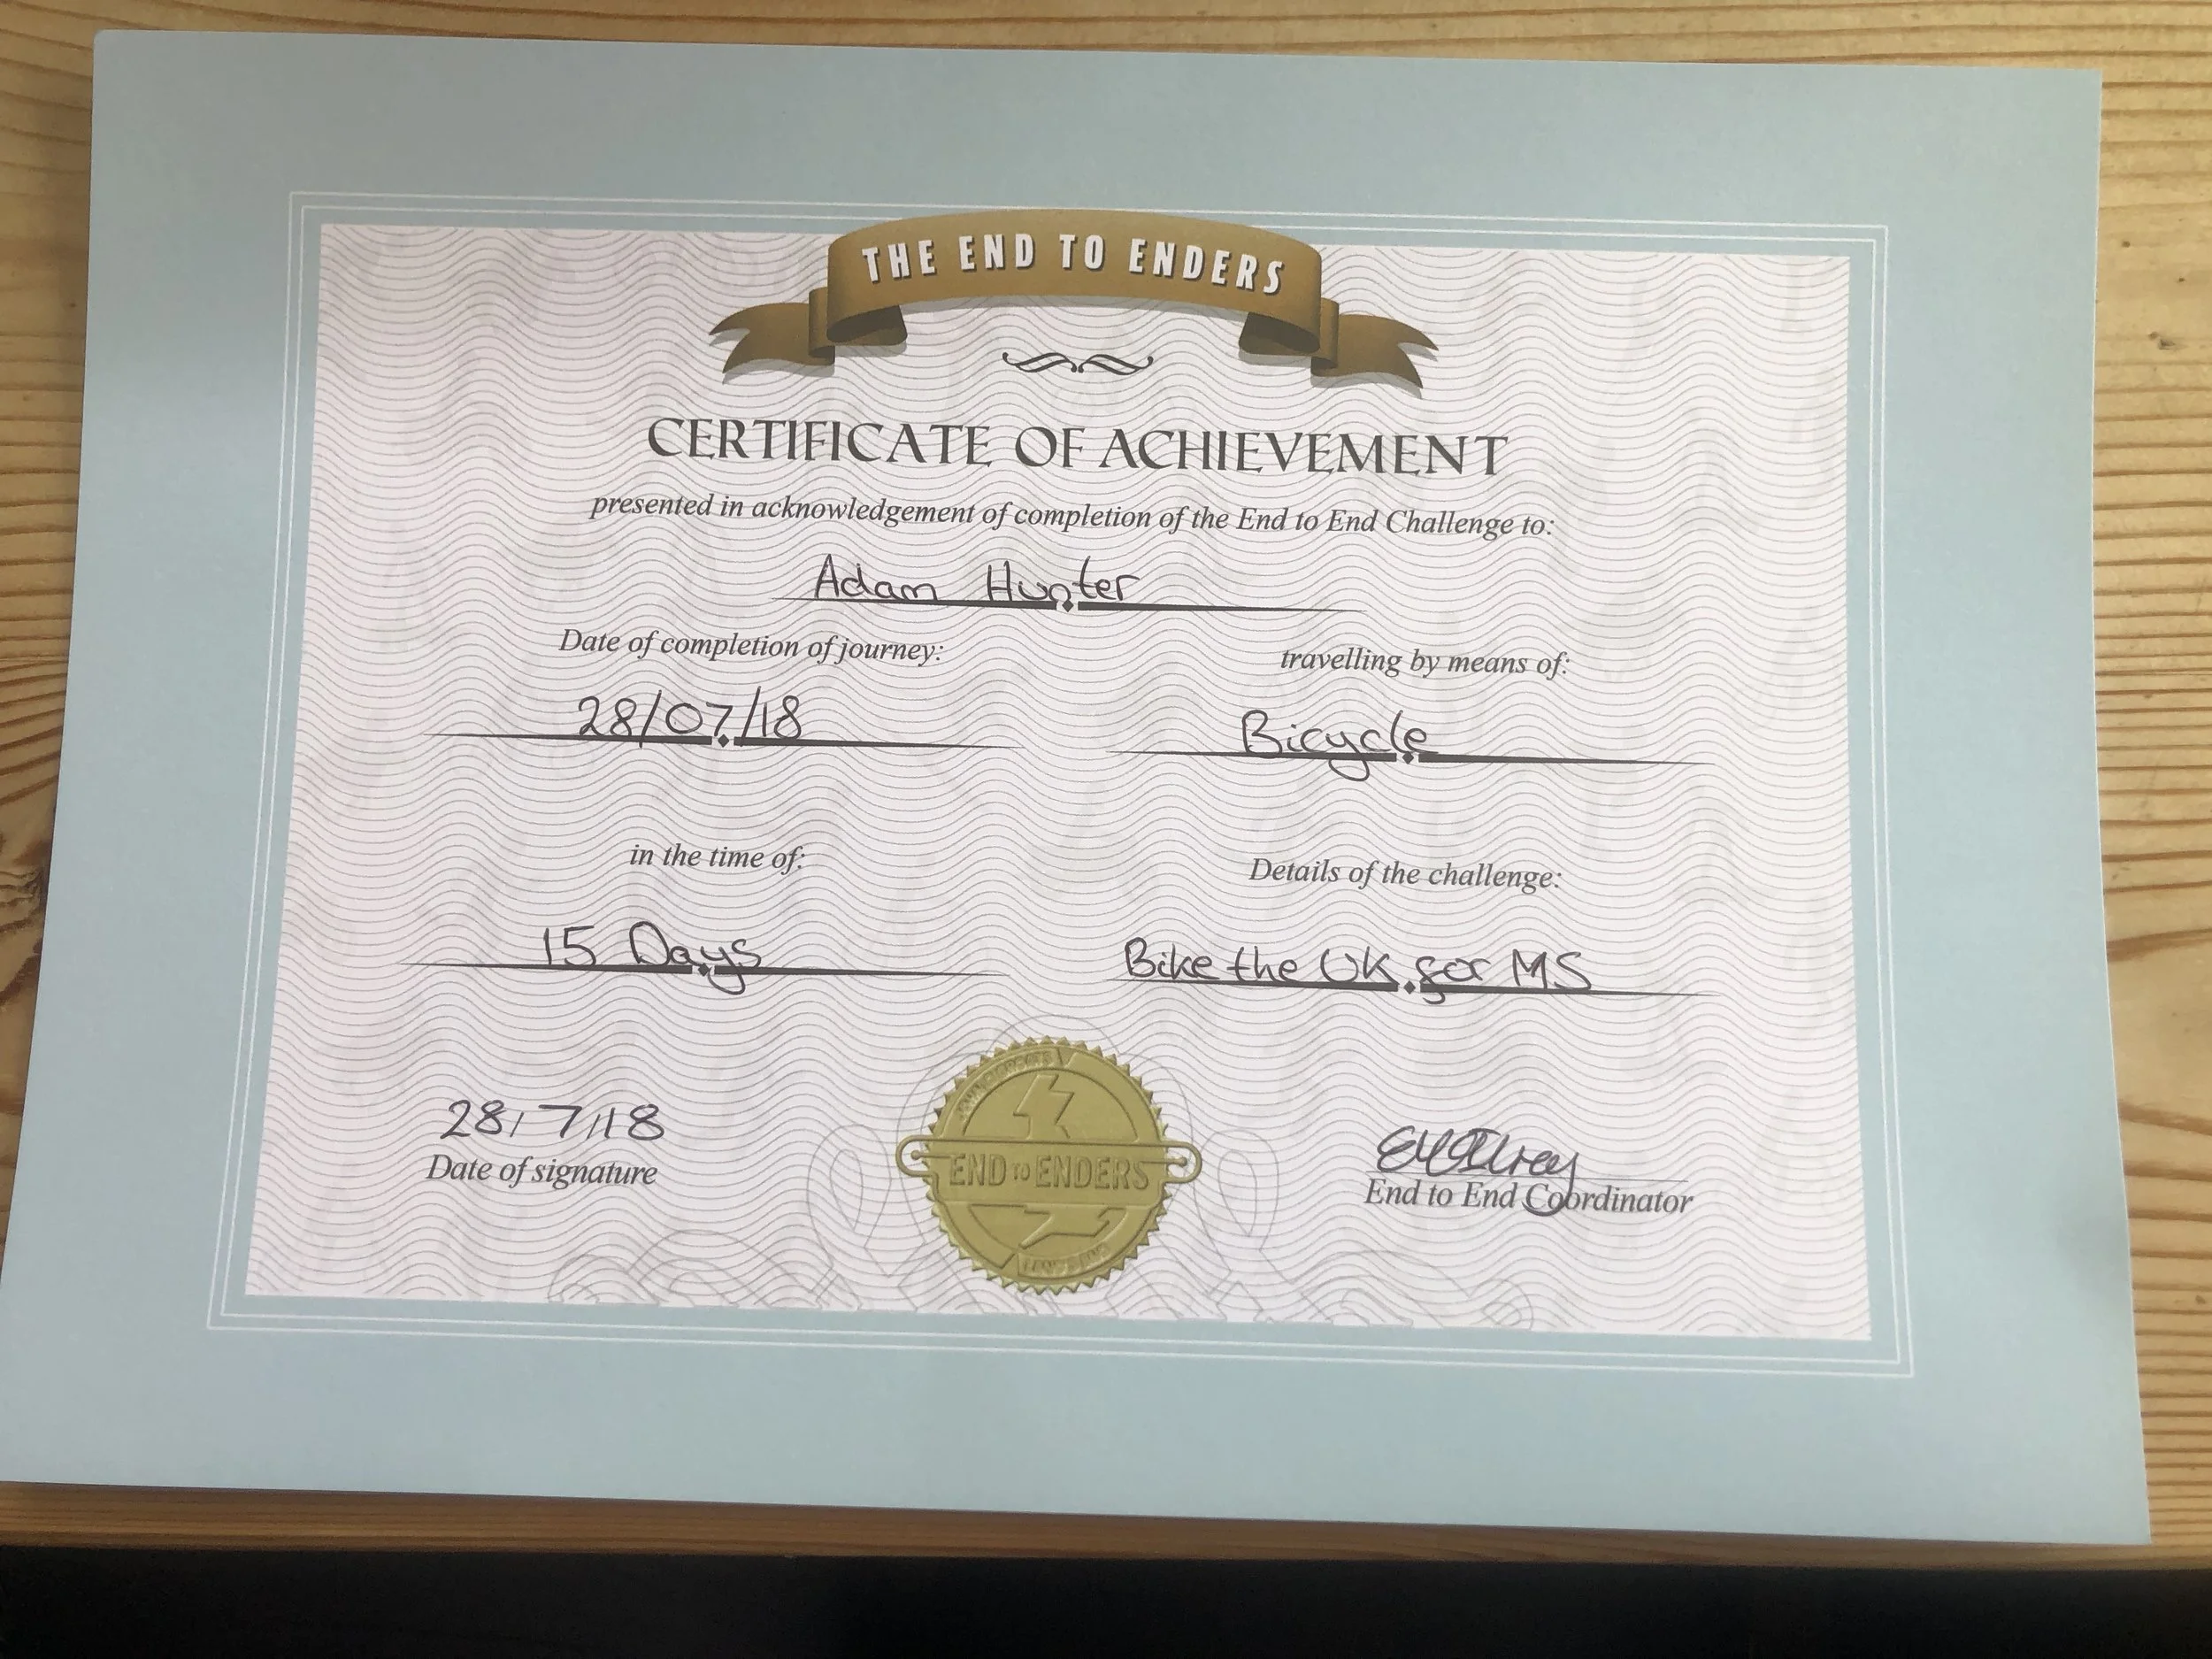 THE END TO ENDERS
CERTIFICATE OF ACHIEVEMENT
presented in acknowledgement of completion of the End to End Challenge to:
Adam Hunter
Date of completion of journey:
travelling by means of:
28/07/18
Bicycle
in the time of:
Details of the challenge:
15 Days
Bike the UK for MS
28/7/18
Date of signature
END TO ENDERS
End to End Coordinator